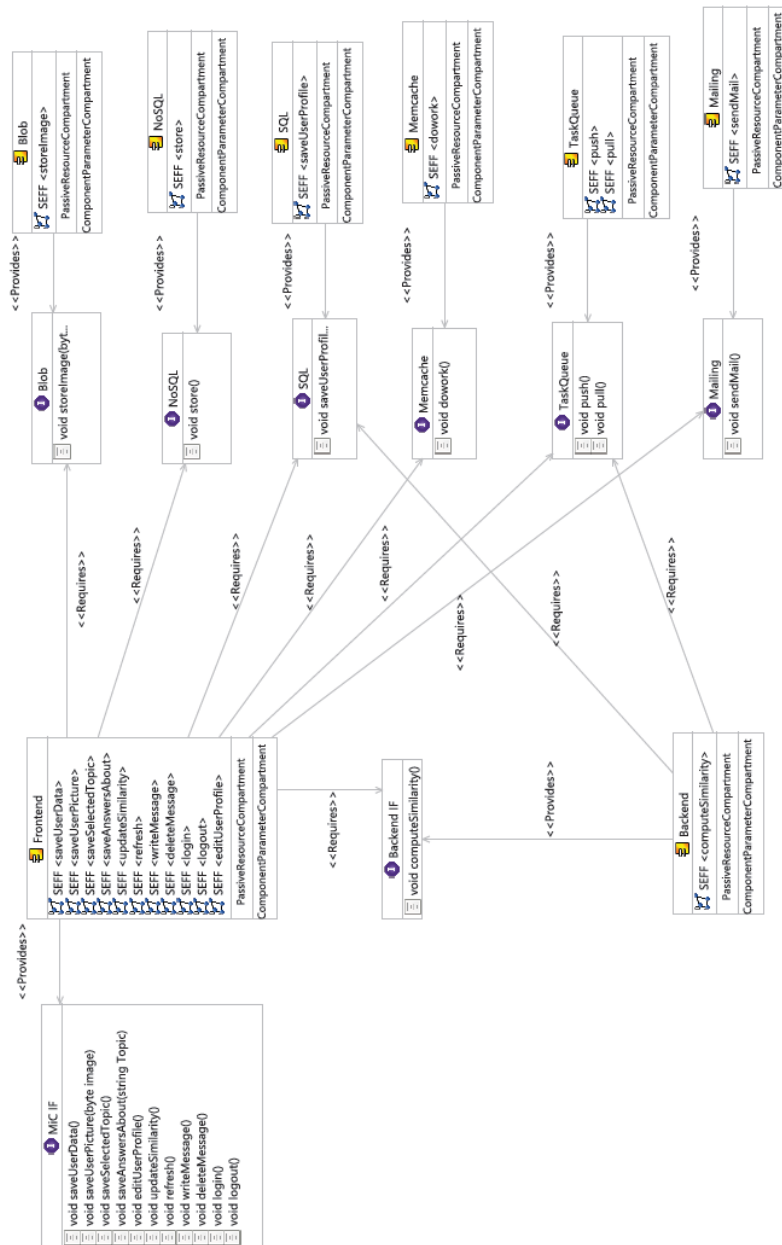 MiC IF
void saveUserData()
void saveUserPicture(byte image)
void saveSelectedTopic()
void saveAnswersAbout(string Topic)
void editUserProfile()
void updateSimilarity()
void refresh()
void writeMessage()
void deleteMessage()
void login()
void logout()
<<Provides>>
Frontend
SEFF <saveUserData>
SEFF <saveUserPicture>
SEFF <saveSelectedTopic>
SEFF <saveAnswersAbout>
SEFF <updateSimilarity>
SEFF <refresh>
SEFF <writeMessage>
SEFF <deleteMessage>
SEFF <login>
SEFF <logout>
SEFF <editUserProfile>
PassiveResourceCompartment
ComponentParameterCompartment
<<Requires>>
Backend IF
void computeSimilarity()
<<Provides>>
Backend
SEFF <computeSimilarity>
PassiveResourceCompartment
ComponentParameterCompartment
<<Requires>>
<<Requires>>
<<Requires>>
<<Requires>>
<<Requires>>
<<Requires>>
<<Requires>>
<<Requires>>
Blob
void storeImage(byt...
NoSQL
void store()
SQL
void saveUserProfil...
Memcache
void dowork()
TaskQueue
void push()
void pull()
Mailing
void sendMail()
<<Provides>>
<<Provides>>
<<Provides>>
<<Provides>>
<<Provides>>
<<Provides>>
Blob
SEFF <storeImage>
PassiveResourceCompartment
ComponentParameterCompartment
NoSQL
SEFF <store>
PassiveResourceCompartment
ComponentParameterCompartment
SQL
SEFF <saveUserProfile>
PassiveResourceCompartment
ComponentParameterCompartment
Memcache
SEFF <dowork>
PassiveResourceCompartment
ComponentParameterCompartment
TaskQueue
SEFF <push>
SEFF <pull>
PassiveResourceCompartment
ComponentParameterCompartment
Mailing
SEFF <sendMail>
PassiveResourceCompartment
ComponentParameterCompartment